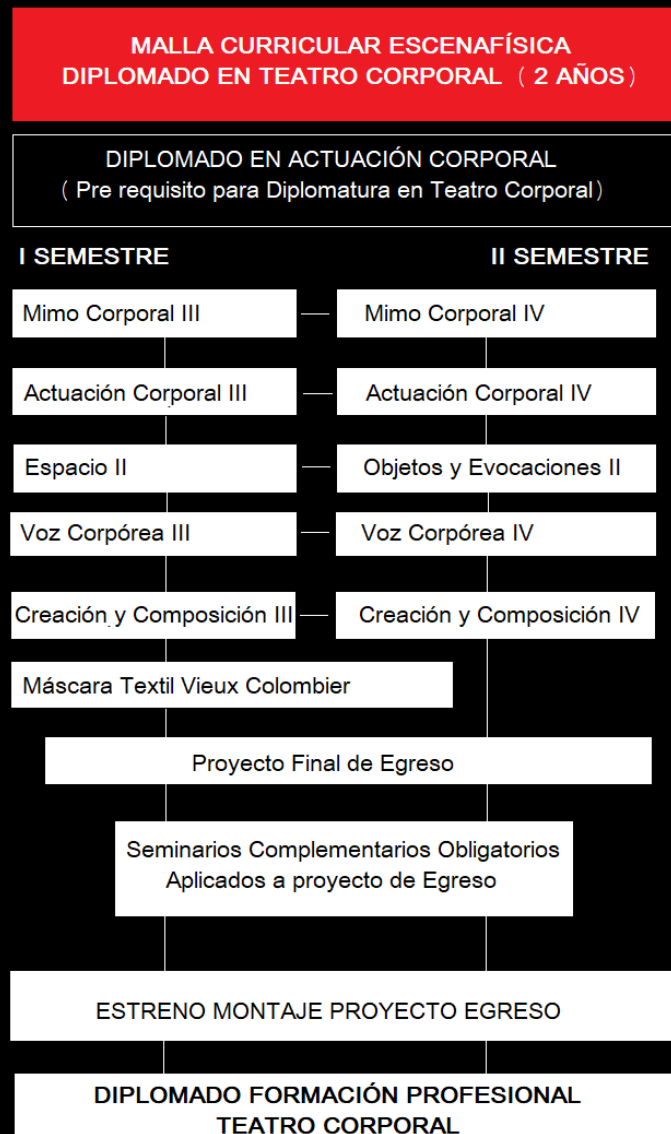 MALLA CURRICULAR ESCENAFÍSICA
DIPLOMADO EN TEATRO CORPORAL ( 2 AÑOS )
DIPLOMADO EN ACTUACIÓN CORPORAL
( Pre requisito para Diplomatura en Teatro Corporal)
I SEMESTRE
II SEMESTRE
Mimo Corporal III
Mimo Corporal IV
Actuación Corporal III
Actuación Corporal IV
Espacio II
Objetos y Evocaciones II
Voz Corpórea III
Voz Corpórea IV
Creación y Composición III
Creación y Composición IV
Máscara Textil Vieux Colombier
Proyecto Final de Egreso
Seminarios Complementarios Obligatorios
Aplicados a proyecto de Egreso
ESTRENO MONTAJE PROYECTO EGRESO
DIPLOMADO FORMACIÓN PROFESIONAL
TEATRO CORPORAL